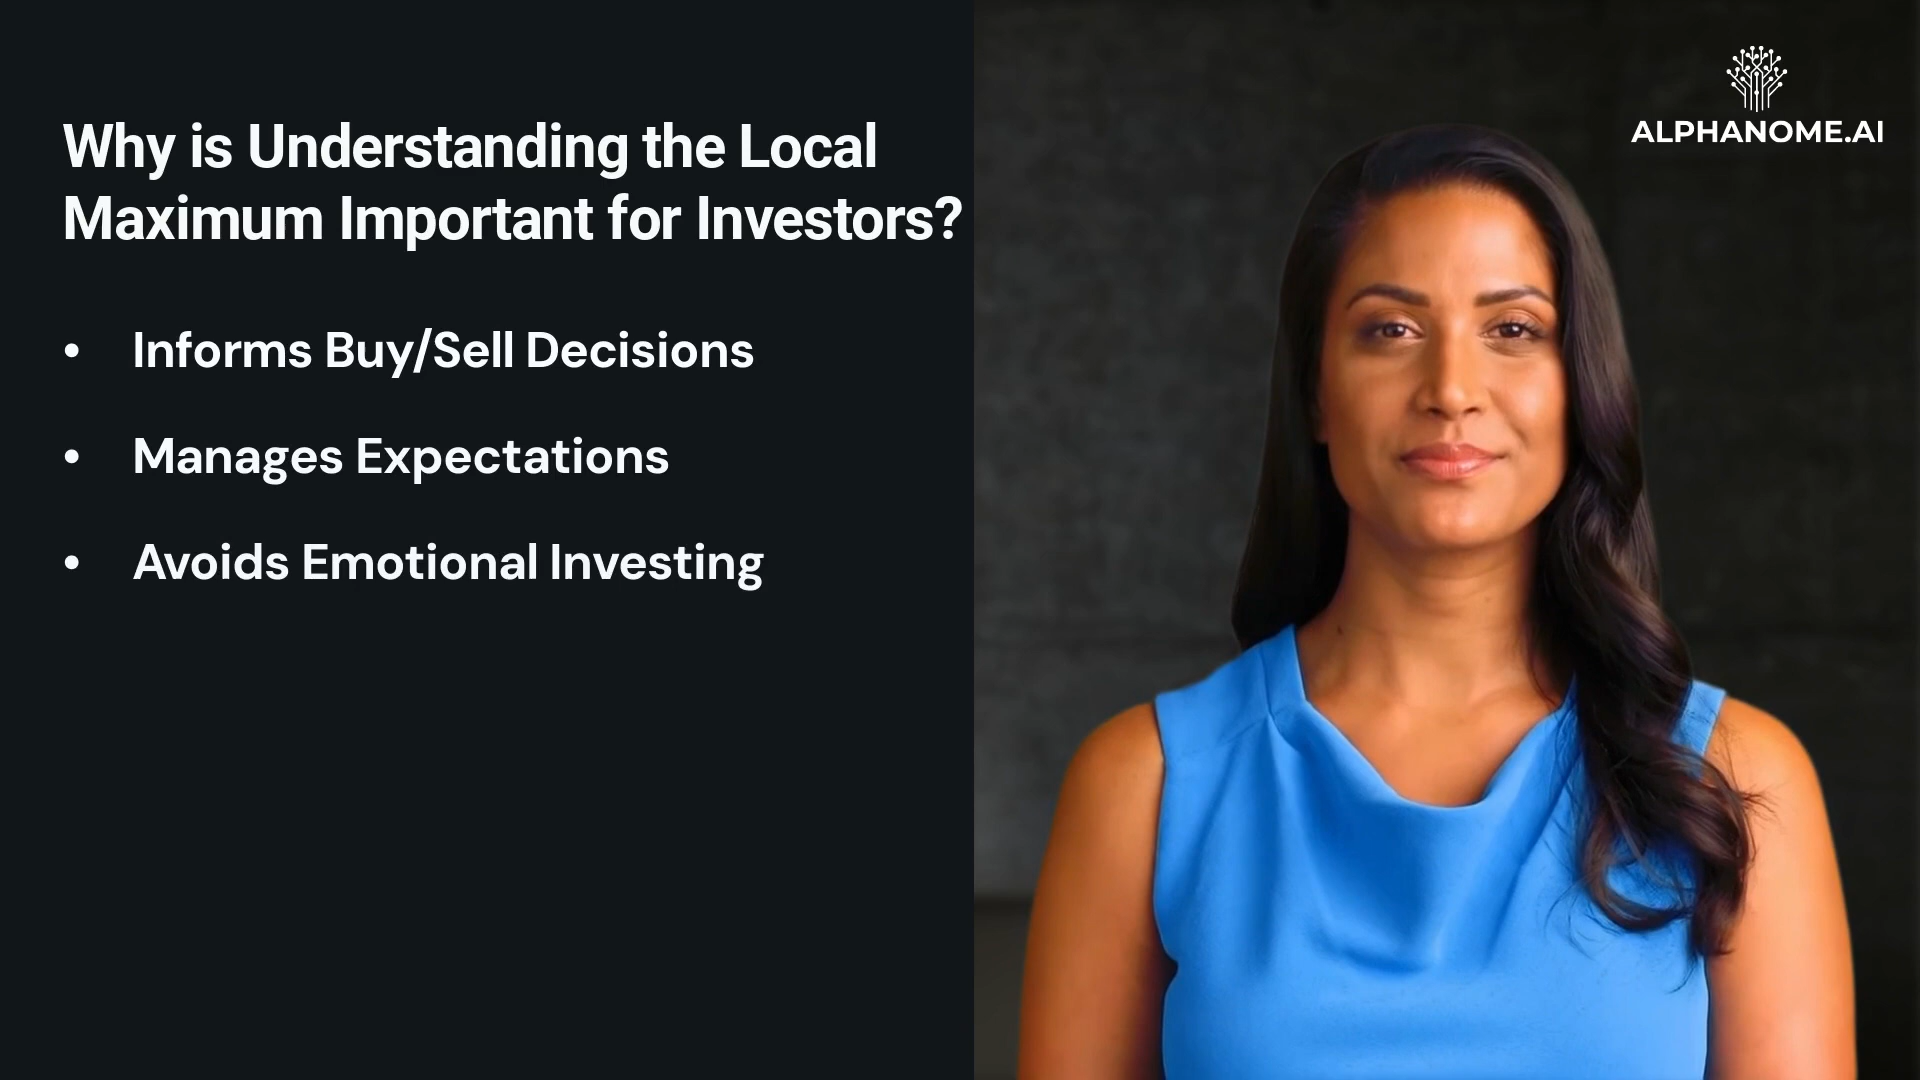 Why is Understanding the Local
Maximum Important for Investors?
• Informs Buy/Sell Decisions
• Manages Expectations
• Avoids Emotional Investing
ALPHANOME.AI